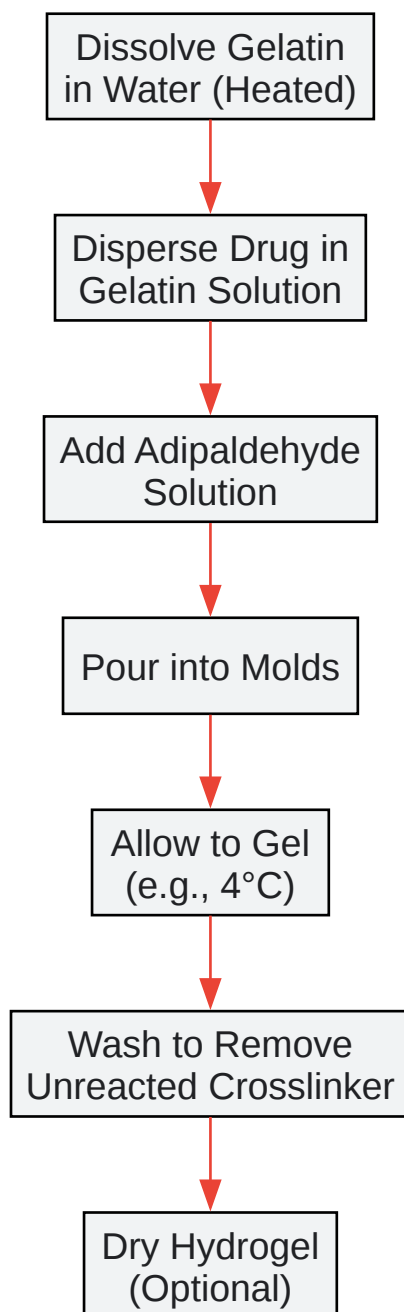 Dissolve Gelatin
in Water (Heated)
Disperse Drug in
Gelatin Solution
Add Adipaldehyde
Solution
Pour into Molds
Allow to Gel
(e.g., 4°C)
Wash to Remove
Unreacted Crosslinker
Dry Hydrogel
(Optional)